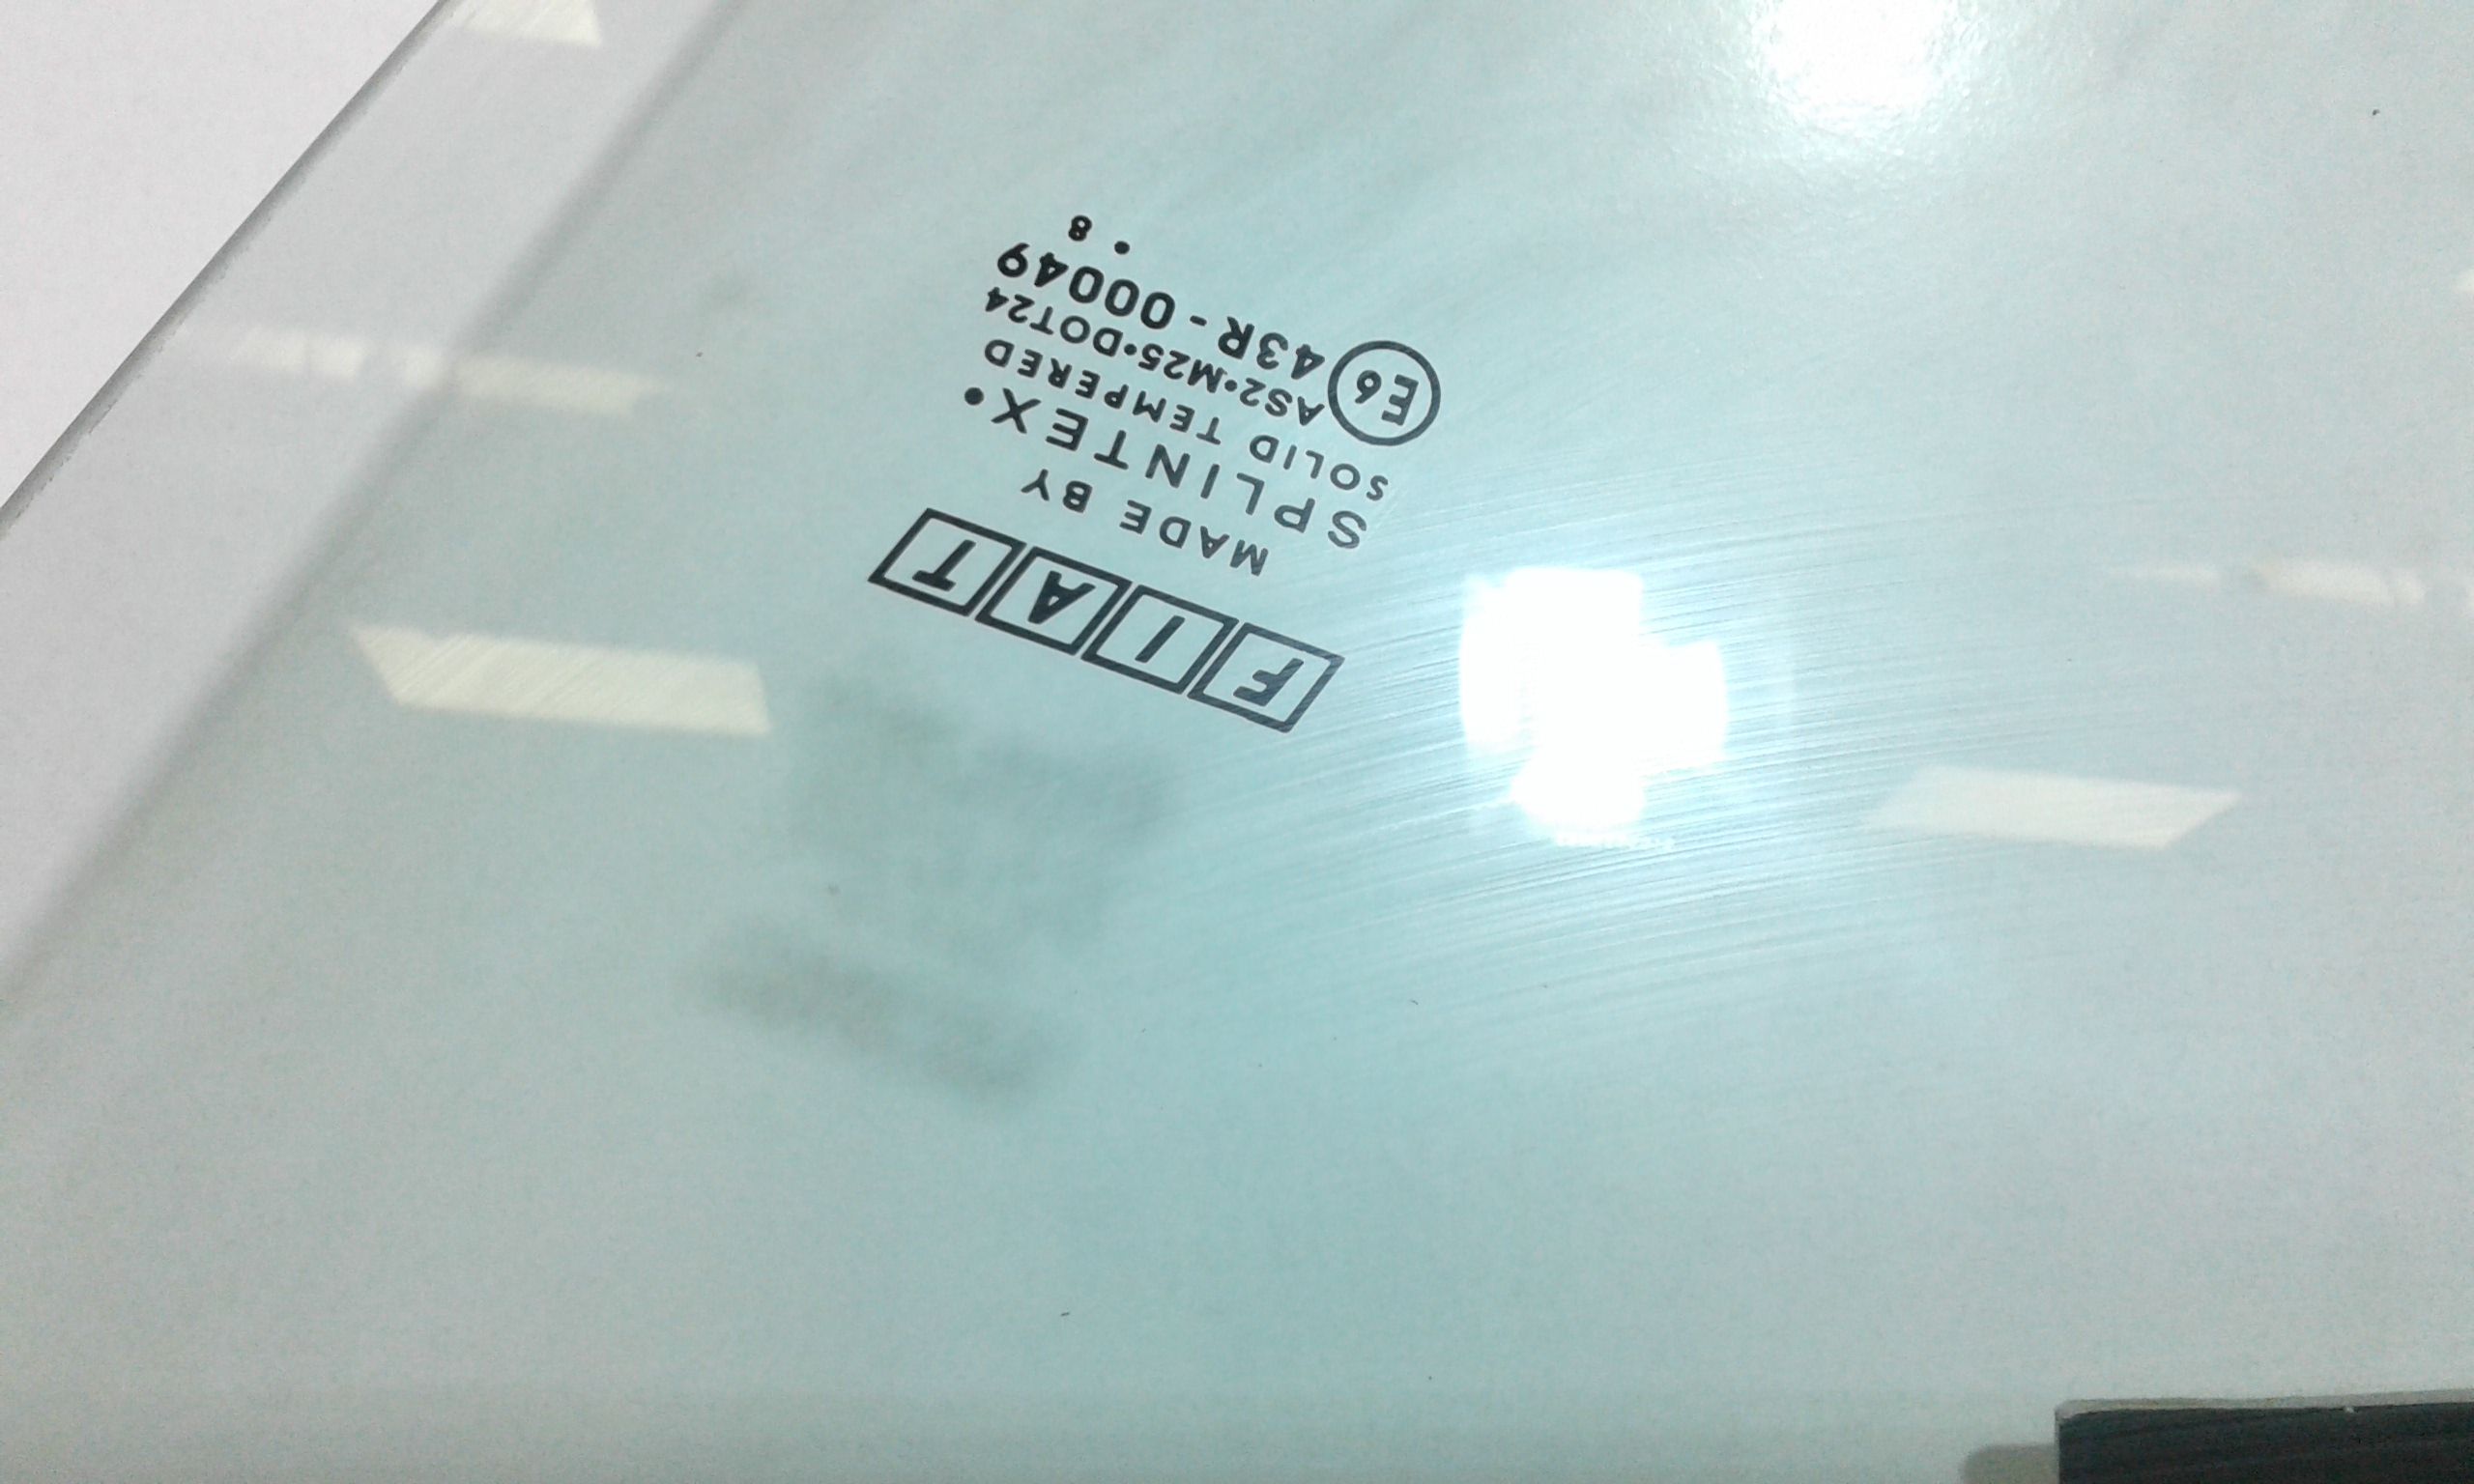 FIAT
MADE BY
SPLINTEX•
SOLID TEMPERED
AS2•M25•DOT24
E6 43R - 00049
• 8